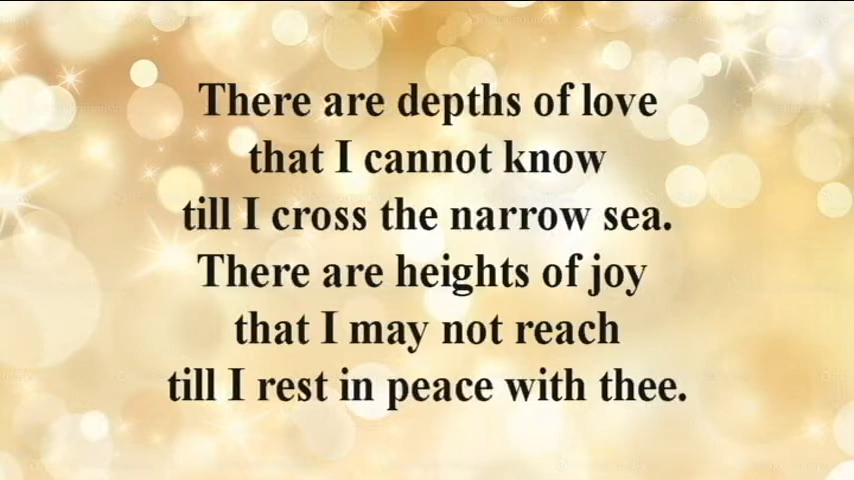 There are depths of love
that I cannot know
till I cross the narrow sea.
There are heights of joy
that I may not reach
till I rest in peace with thee.